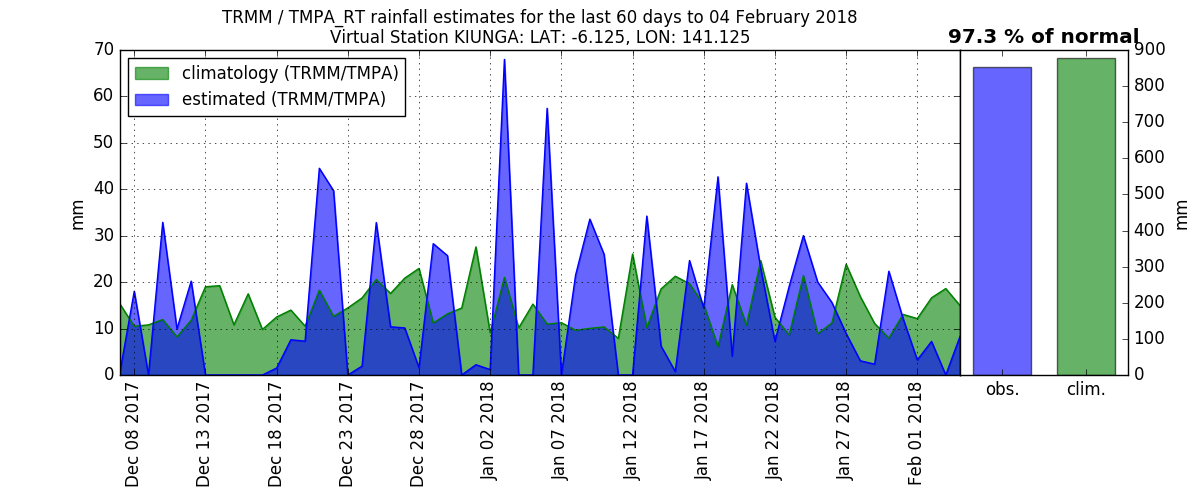 TRMM / TMPA_RT rainfall estimates for the last 60 days to 04 February 2018
Virtual Station KIUNGA: LAT: -6.125, LON: 141.125
97.3 % of normal
climatology (TRMM/TMPA)
estimated (TRMM/TMPA)
mm
70
60
50
40
30
20
10
0
Dec 08 2017
Dec 13 2017
Dec 18 2017
Dec 23 2017
Dec 28 2017
Jan 02 2018
Jan 07 2018
Jan 12 2018
Jan 17 2018
Jan 22 2018
Jan 27 2018
Feb 01 2018
obs.
clim.
900
800
700
600
500
400
300
200
100
0
mm